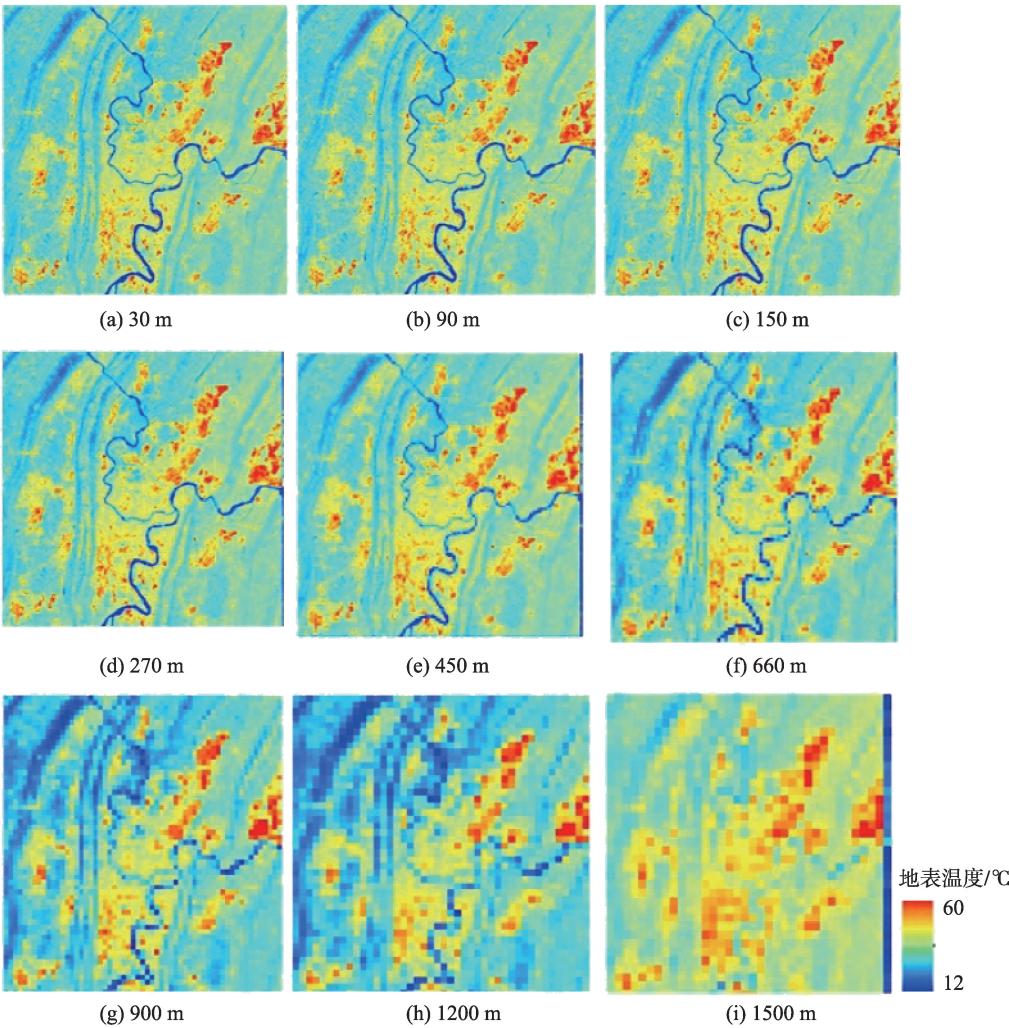 (a) 30 m
(b) 90 m
(c) 150 m
(d) 270 m
(e) 450 m
(f) 660 m
地表温度/℃
60
12
(g) 900 m
(h) 1200 m
(i) 1500 m